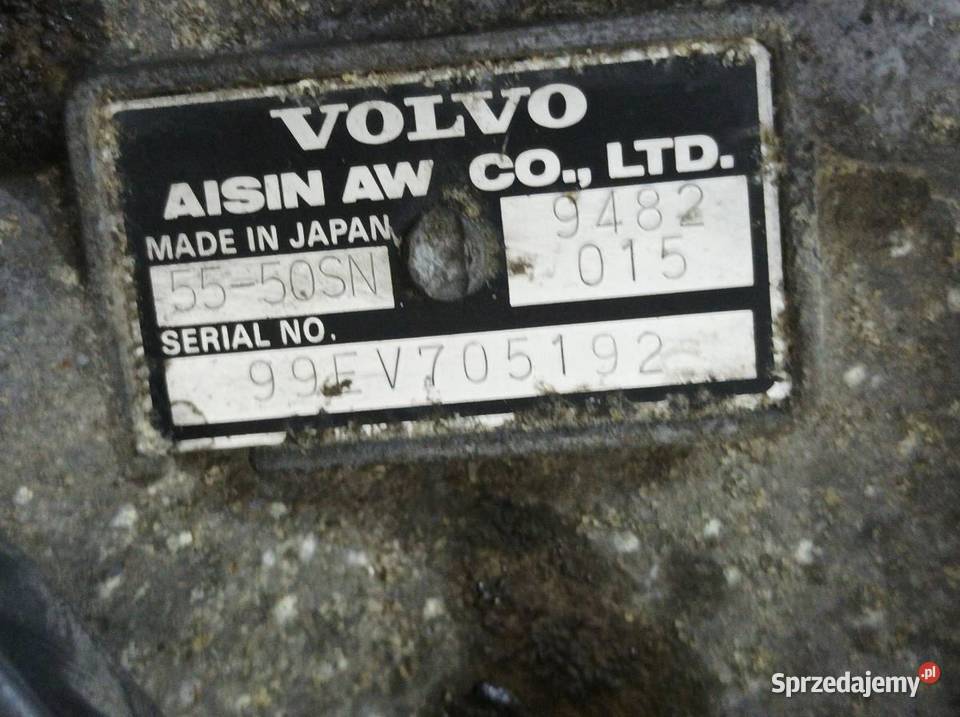 VOLVO
AISIN AW CO., LTD.
MADE IN JAPAN
55-50SN
9482
015
SERIAL NO.
99EV705192
Sprzedajemy.pl